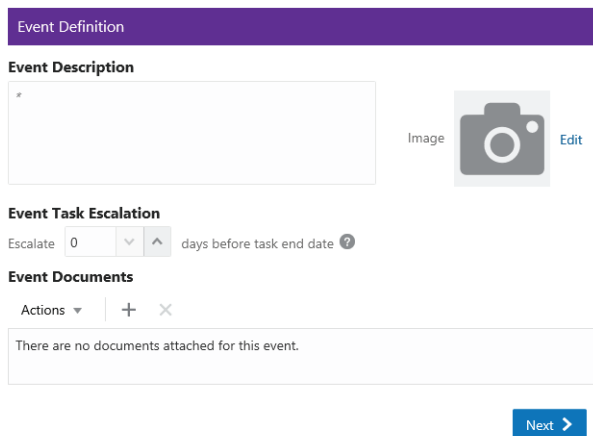 Event Definition
Event Description
*
Image
Edit
Event Task Escalation
Escalate 0 days before task end date ?
Event Documents
Actions
There are no documents attached for this event.
Next